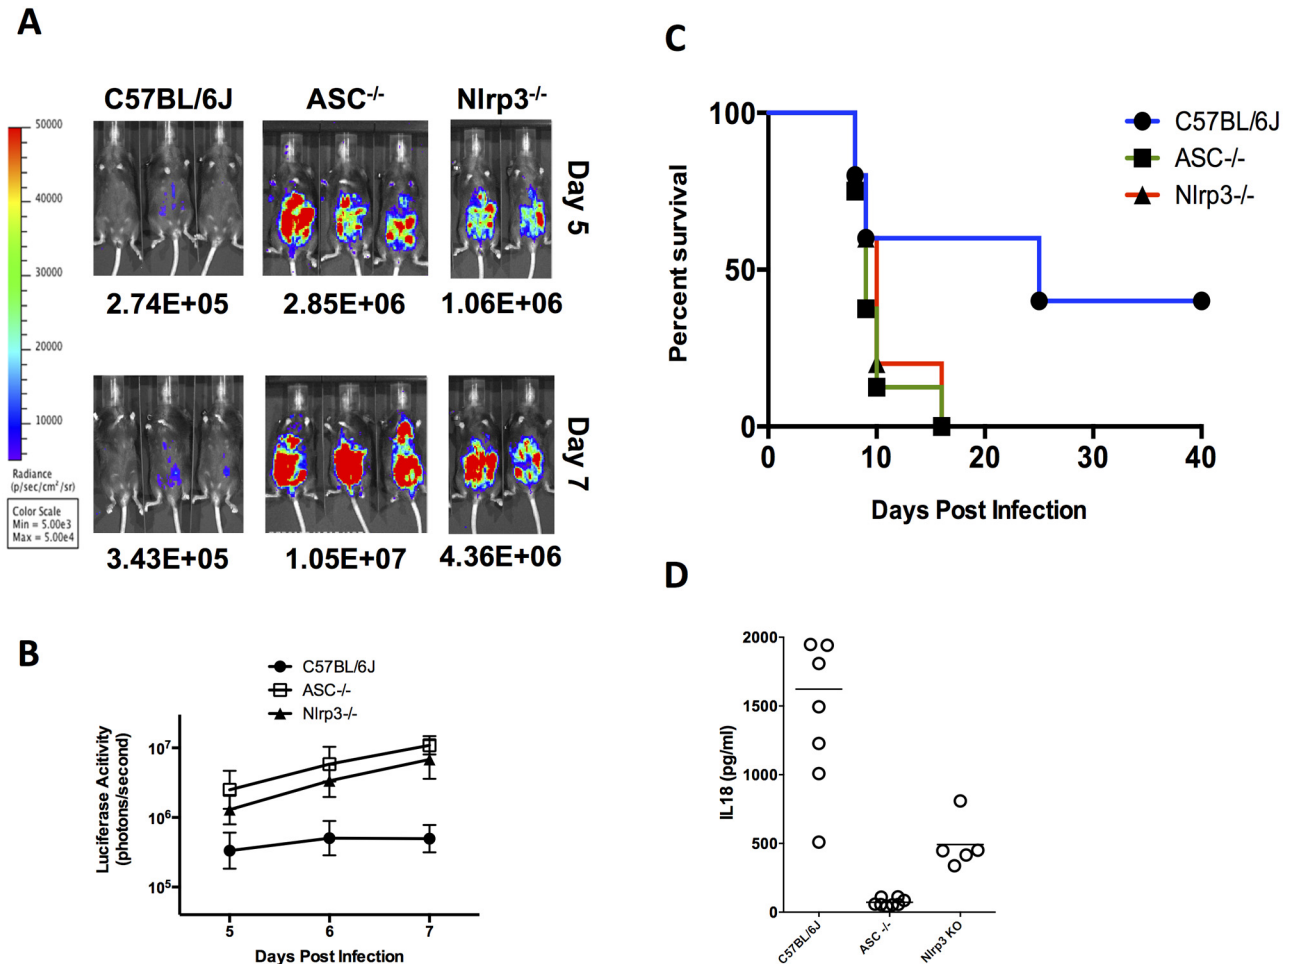 A
C57BL/6J
ASC-/-
Nlrp3-/-
50000
40000
30000
20000
10000
Radiance
(p/sec/cm²/sr)
Color Scale
Min = 5.00e3
Max = 5.00e4
Day 5
2.74E+05
2.85E+06
1.06E+06
Day 7
3.43E+05
1.05E+07
4.36E+06
B
C57BL/6J
ASC-/-
Nlrp3-/-
Luciferase Acitivity
(photons/second)
10⁷
10⁶
10⁵
5
6
7
Days Post Infection
C
C57BL/6J
ASC-/-
Nlrp3-/-
Percent survival
100
50
0
0
10
20
30
40
Days Post Infection
D
IL18 (pg/ml)
2000
1500
1000
500
0
C57BL/6J
ASC -/-
Nlrp3 KO